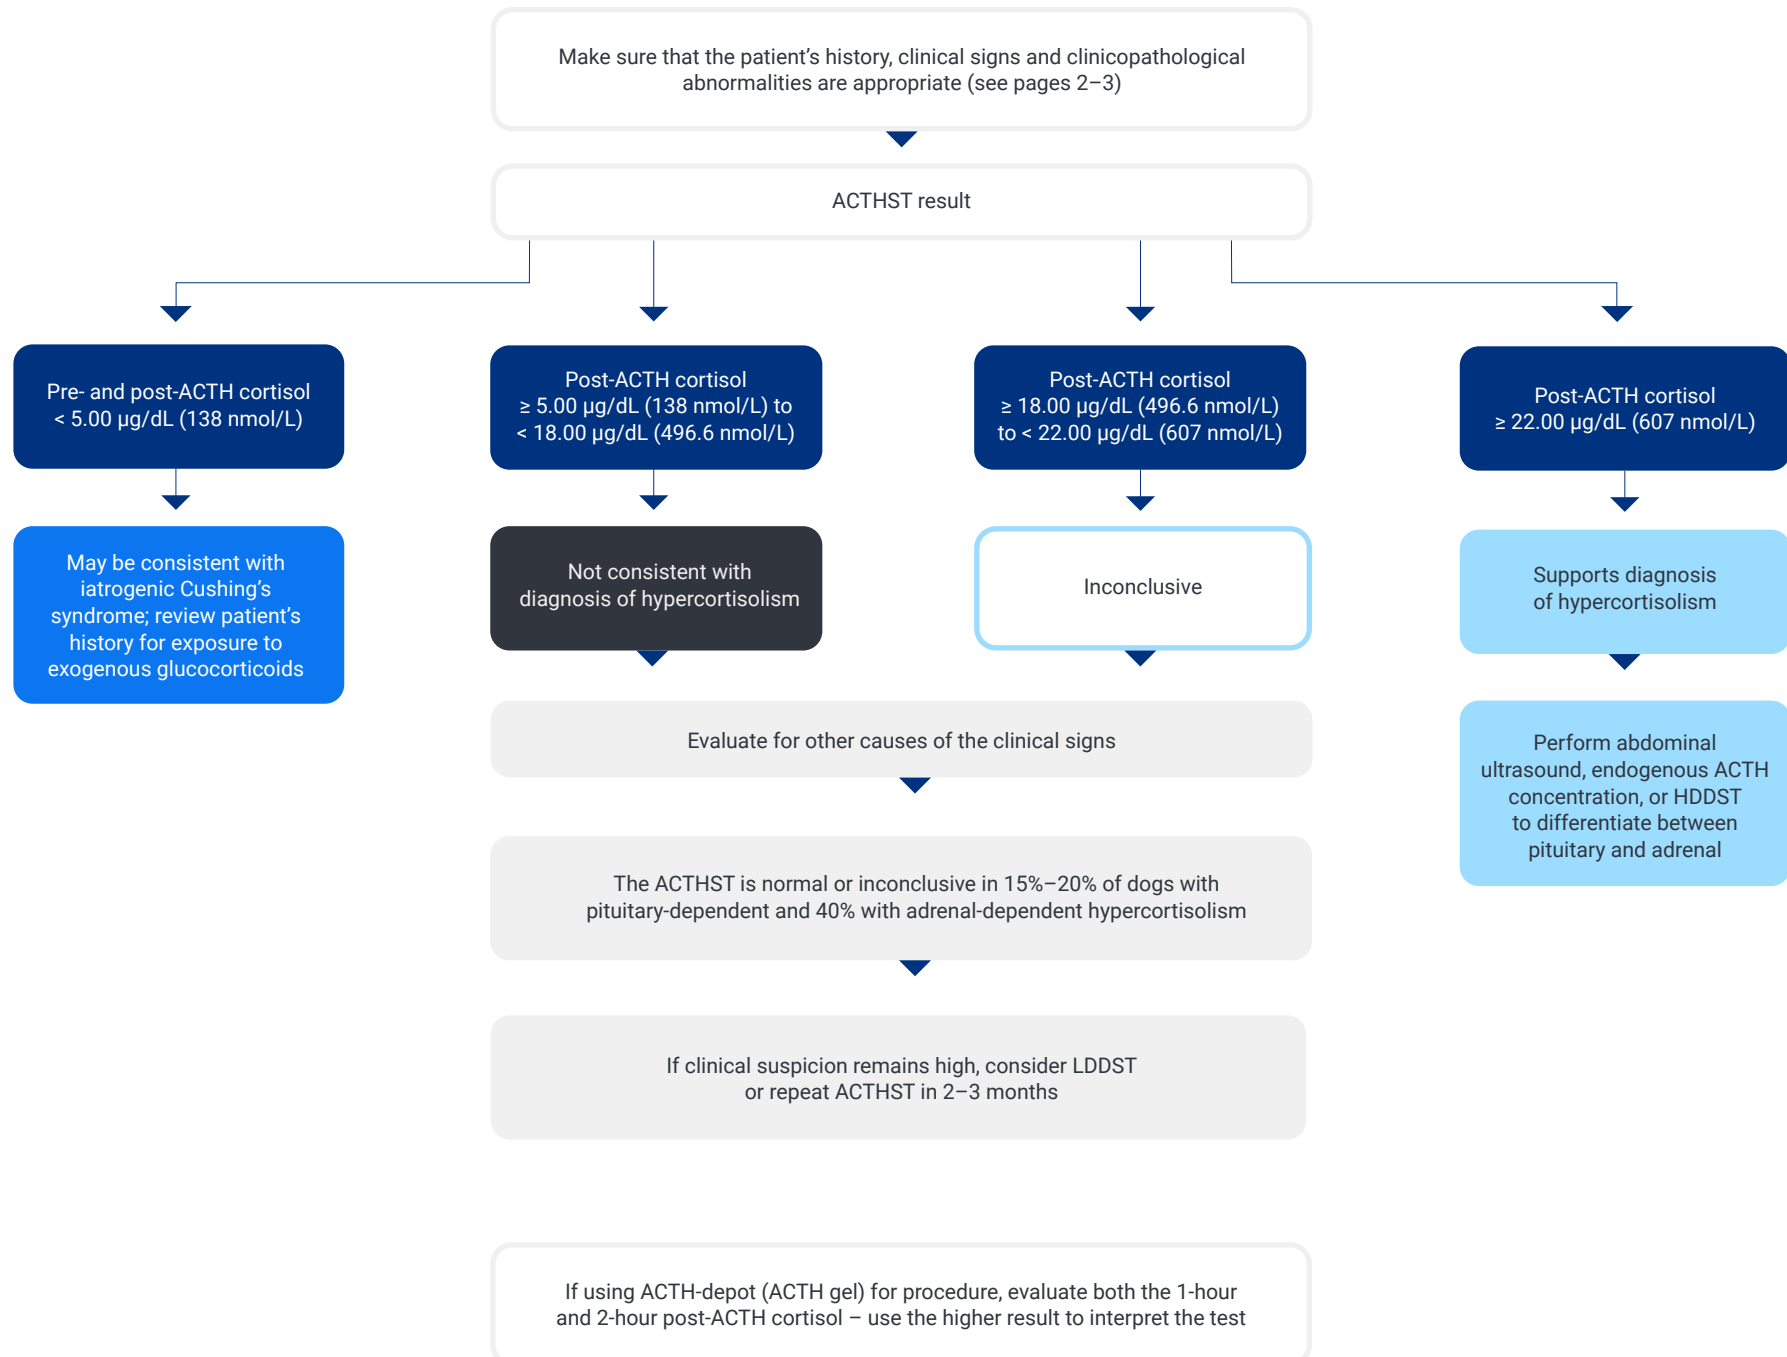 Make sure that the patient's history, clinical signs and clinicopathological
abnormalities are appropriate (see pages 2–3)
ACTHST result
Pre- and post-ACTH cortisol
< 5.00 µg/dL (138 nmol/L)
Post-ACTH cortisol
≥ 5.00 µg/dL (138 nmol/L) to
< 18.00 µg/dL (496.6 nmol/L)
Post-ACTH cortisol
≥ 18.00 µg/dL (496.6 nmol/L)
to < 22.00 µg/dL (607 nmol/L)
Post-ACTH cortisol
≥ 22.00 µg/dL (607 nmol/L)
May be consistent with
iatrogenic Cushing's
syndrome; review patient's
history for exposure to
exogenous glucocorticoids
Not consistent with
diagnosis of hypercortisolism
Inconclusive
Supports diagnosis
of hypercortisolism
Evaluate for other causes of the clinical signs
Perform abdominal
ultrasound, endogenous ACTH
concentration, or HDDST
to differentiate between
pituitary and adrenal
The ACTHST is normal or inconclusive in 15%–20% of dogs with
pituitary-dependent and 40% with adrenal-dependent hypercortisolism
If clinical suspicion remains high, consider LDDST
or repeat ACTHST in 2–3 months
If using ACTH-depot (ACTH gel) for procedure, evaluate both the 1-hour
and 2-hour post-ACTH cortisol – use the higher result to interpret the test